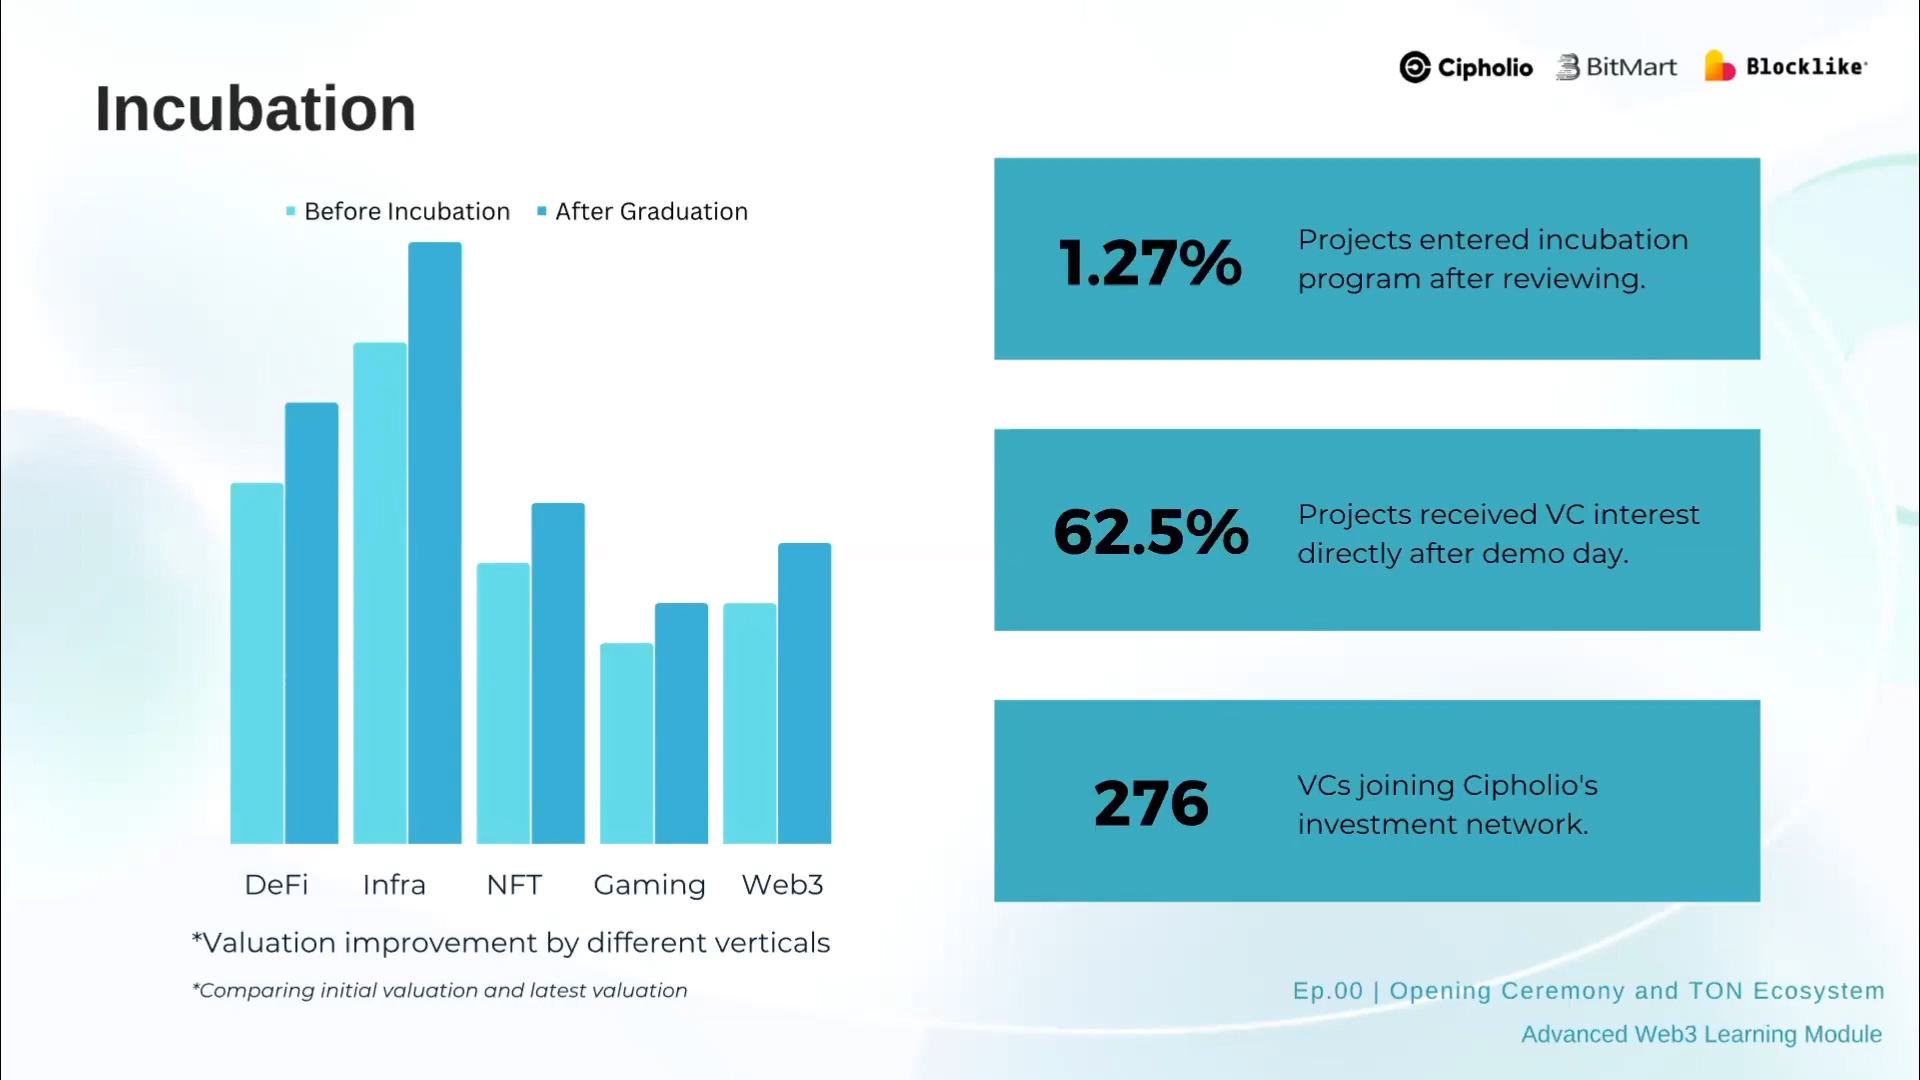 Cipholio BitMart Blocklike
Incubation
Before Incubation After Graduation
DeFi Infra NFT Gaming Web3
*Valuation improvement by different verticals
*Comparing initial valuation and latest valuation
1.27%
Projects entered incubation
program after reviewing.
62.5%
Projects received VC interest
directly after demo day.
276
VCs joining Cipholio's
investment network.
Ep.00 | Opening Ceremony and TON Ecosystem
Advanced Web3 Learning Module